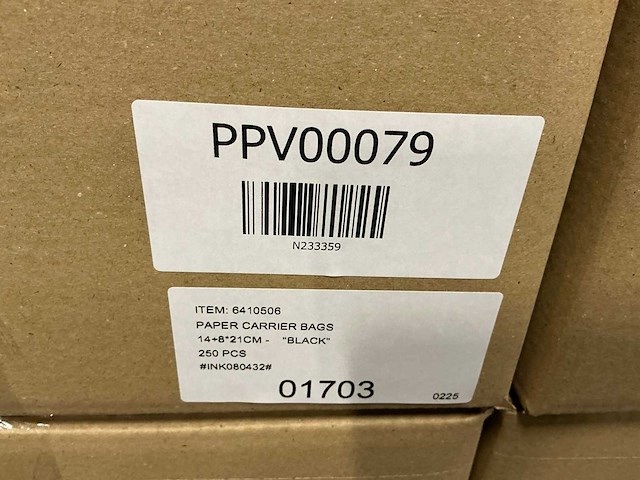 PPV00079
N233359
ITEM: 6410506
PAPER CARRIER BAGS
14+8*21CM - "BLACK"
250 PCS
#INK080432#
01703
0225